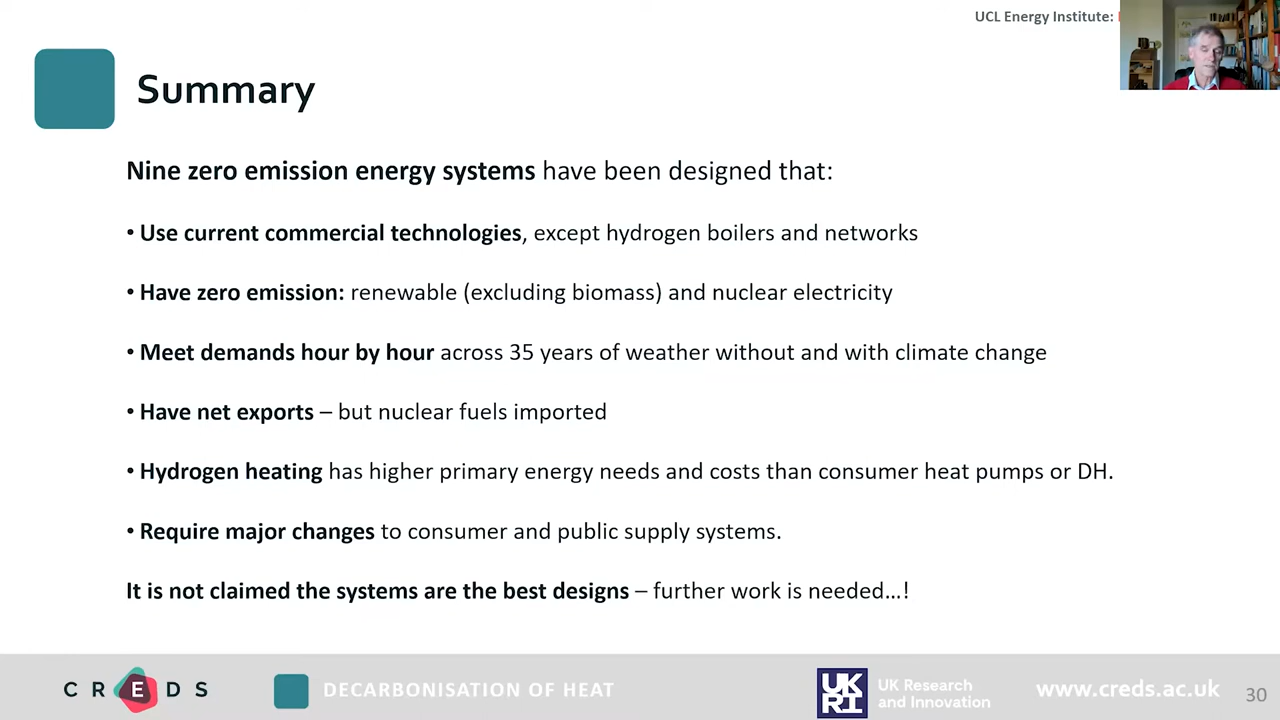 UCL Energy Institute:
Summary
Nine zero emission energy systems have been designed that:
• Use current commercial technologies, except hydrogen boilers and networks
• Have zero emission: renewable (excluding biomass) and nuclear electricity
• Meet demands hour by hour across 35 years of weather without and with climate change
• Have net exports – but nuclear fuels imported
• Hydrogen heating has higher primary energy needs and costs than consumer heat pumps or DH.
• Require major changes to consumer and public supply systems.
It is not claimed the systems are the best designs – further work is needed...!
CREDS
DECARBONISATION OF HEAT
UKRI
UK Research
and Innovation
www.creds.ac.uk
30